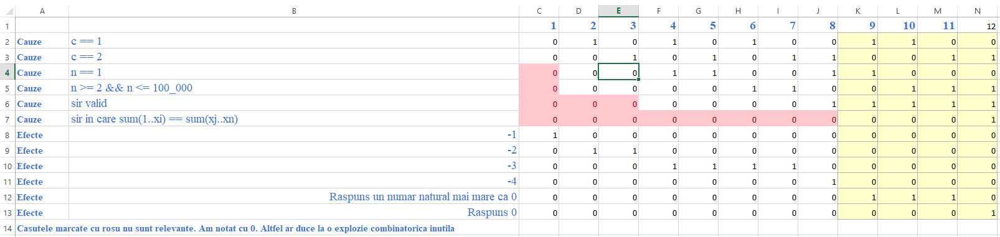 A B C D E F G H I J K L M N
1 1 2 3 4 5 6 7 8 9 10 11 12
2 Cauze c == 1 0 1 0 1 0 1 0 0 1 1 0 0
3 Cauze c == 2 0 0 1 0 1 0 1 1 0 0 1 1
4 Cauze n == 1 0 0 0 1 1 0 0 1 1 0 0 0
5 Cauze n >= 2 && n <= 100_000 0 0 0 0 0 1 1 0 0 1 1 1
6 Cauze sir valid 0 0 0 0 0 0 0 1 1 1 1 1
7 Cauze sir in care sum(1..xi) == sum(xj..xn) 0 0 0 0 0 0 0 0 0 0 0 1
8 Efecte -1 1 0 0 0 0 0 0 0 0 0 0 0
9 Efecte -2 0 1 1 0 0 0 0 0 0 0 0 0
10 Efecte -3 0 0 0 1 1 1 1 0 0 0 0 0
11 Efecte -4 0 0 0 0 0 0 0 1 0 0 0 0
12 Efecte Raspuns un numar natural mai mare ca 0 0 0 0 0 0 0 0 0 1 1 1 0
13 Efecte Raspuns 0 0 0 0 0 0 0 0 0 0 0 0 1
14 Casutele marcate cu rosu nu sunt relevante. Am notat cu 0. Altfel ar duce la o explozie combinatorica inutila